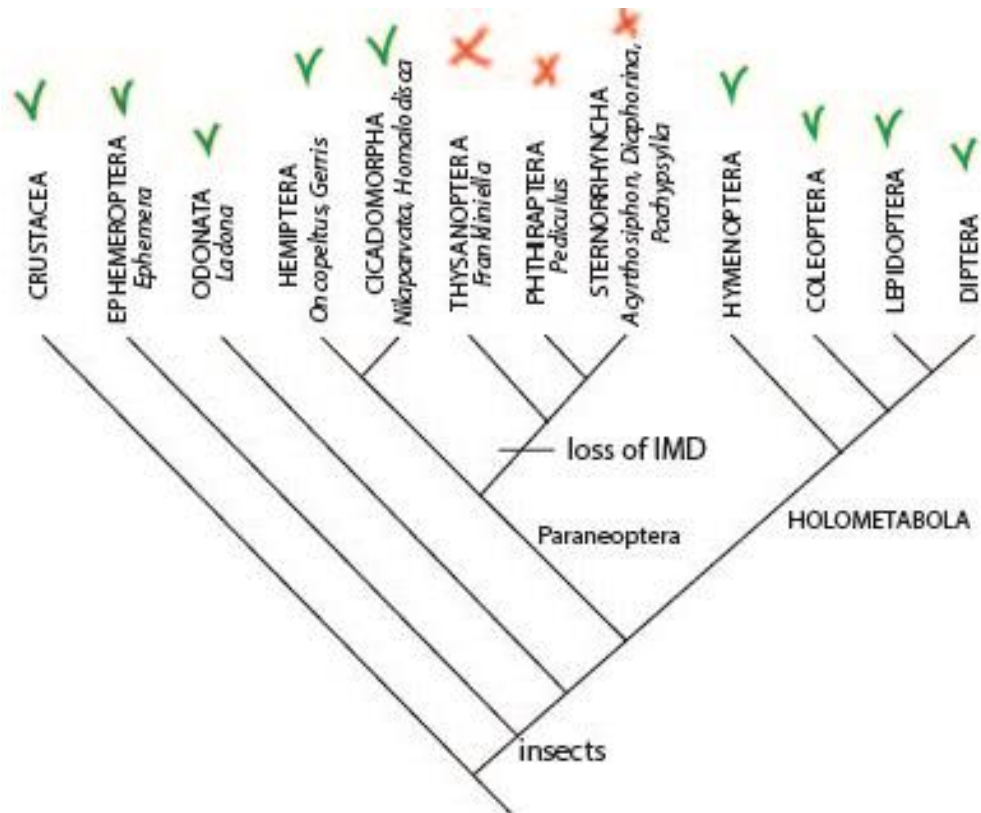 CRUSTACEA
EPHEMEROPTERA
Ephemera
ODONATA
Ladona
HEMIPTERA
Oncopeltus, Gerris
CICADOMORPHA
Nilaparvata, Homalodisca
THYSANOPTERA
Frankliniella
PHTHIRAPTERA
Pediculus
STERNORRHYNCHA
Acyrthosiphon, Diaphorina,
Pachypsylla
HYMENOPTERA
COLEOPTERA
LEPIDOPTERA
DIPTERA
loss of IMD
HOLOMETABOLA
Paraneoptera
insects